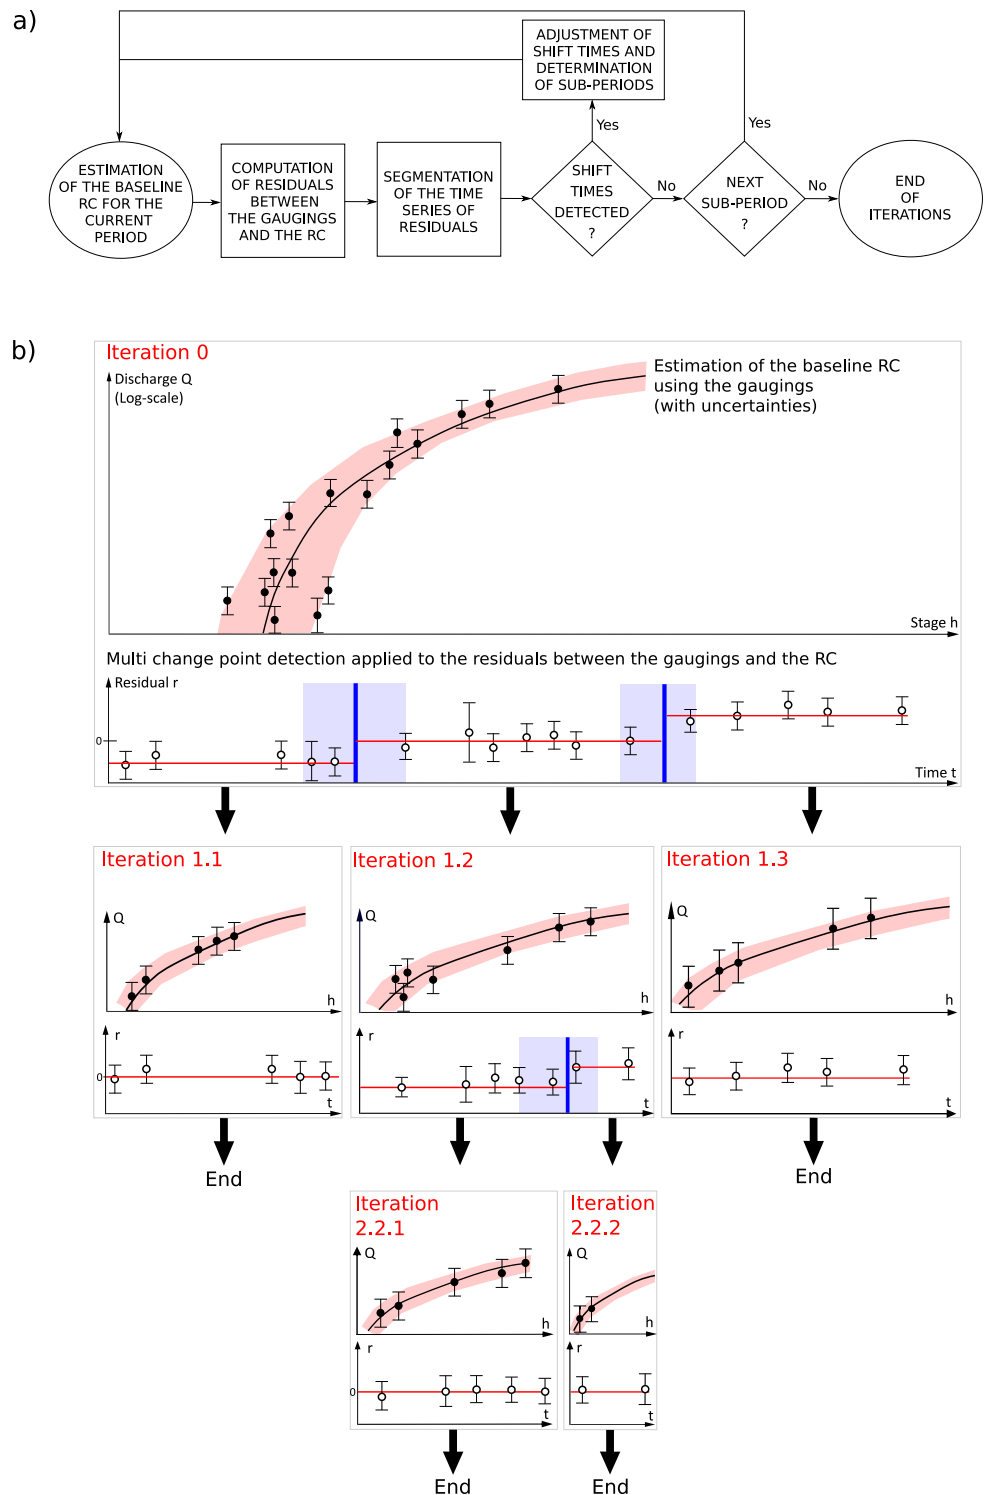 a)
ADJUSTMENT OF
SHIFT TIMES AND
DETERMINATION
OF SUB-PERIODS
Yes
Yes
ESTIMATION
OF THE BASELINE
RC FOR THE
CURRENT
PERIOD
COMPUTATION
OF RESIDUALS
BETWEEN
THE GAUGINGS
AND THE RC
SEGMENTATION
OF THE TIME
SERIES OF
RESIDUALS
SHIFT
TIMES
DETECTED
?
No
NEXT
SUB-PERIOD
?
No
END
OF
ITERATIONS
b)
Iteration 0
Discharge Q
(Log-scale)
Estimation of the baseline RC
using the gaugings
(with uncertainties)
Stage h
Multi change point detection applied to the residuals between the gaugings and the RC
Residual r
0
Time t
Iteration 1.1
Q
h
r
0
t
End
Iteration 1.2
Q
h
r
t
Iteration 1.3
Q
h
r
t
End
Iteration
2.2.1
Q
h
r
0
t
End
Iteration
2.2.2
Q
h
r
t
End